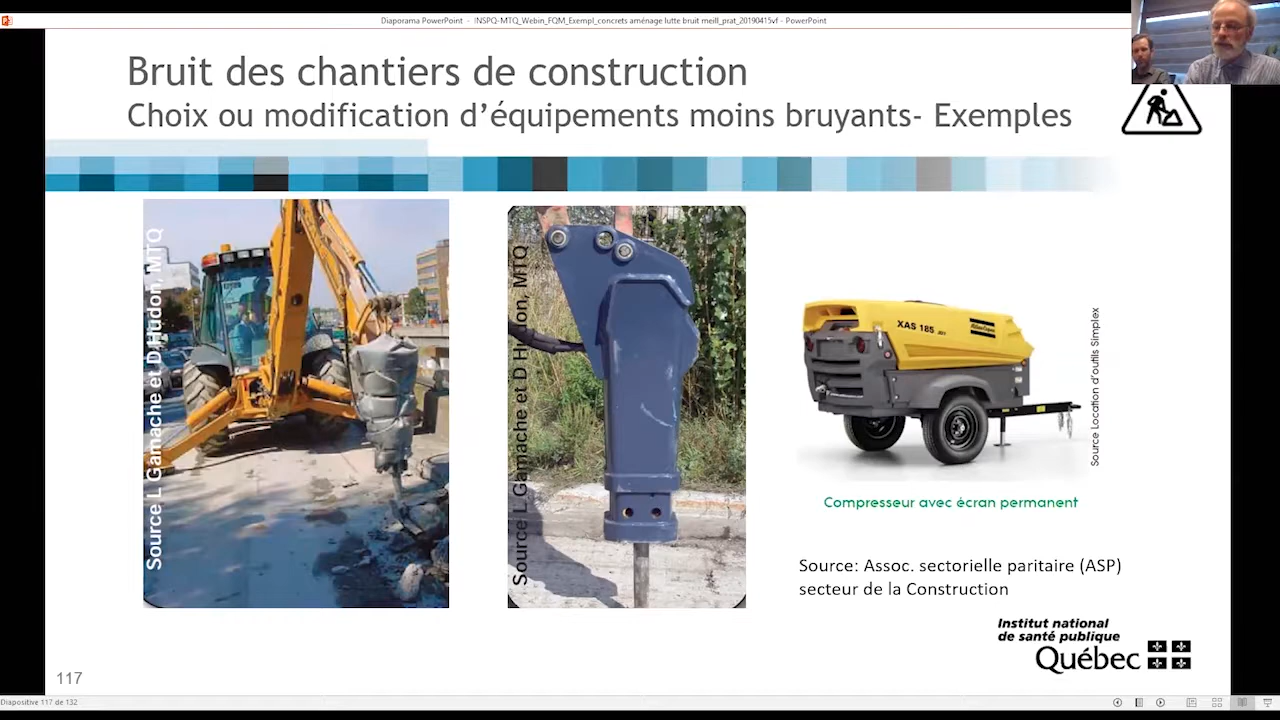 Diaporama PowerPoint - INSPQ-MTQ_Webin_FQM_Exempl_concrets aménage lutte bruit meill_prat_20190415vf - PowerPoint
Bruit des chantiers de construction
Choix ou modification d'équipements moins bruyants- Exemples
Source L Gamache et D Hudon, MTQ
Source L Gamache et D Hudon, MTQ
XAS 185
Atlas Copco
Source Location d'outils Simplex
Compresseur avec écran permanent
Source: Assoc. sectorielle paritaire (ASP)
secteur de la Construction
Institut national
de santé publique
Québec
117
Diapositive 117 de 132